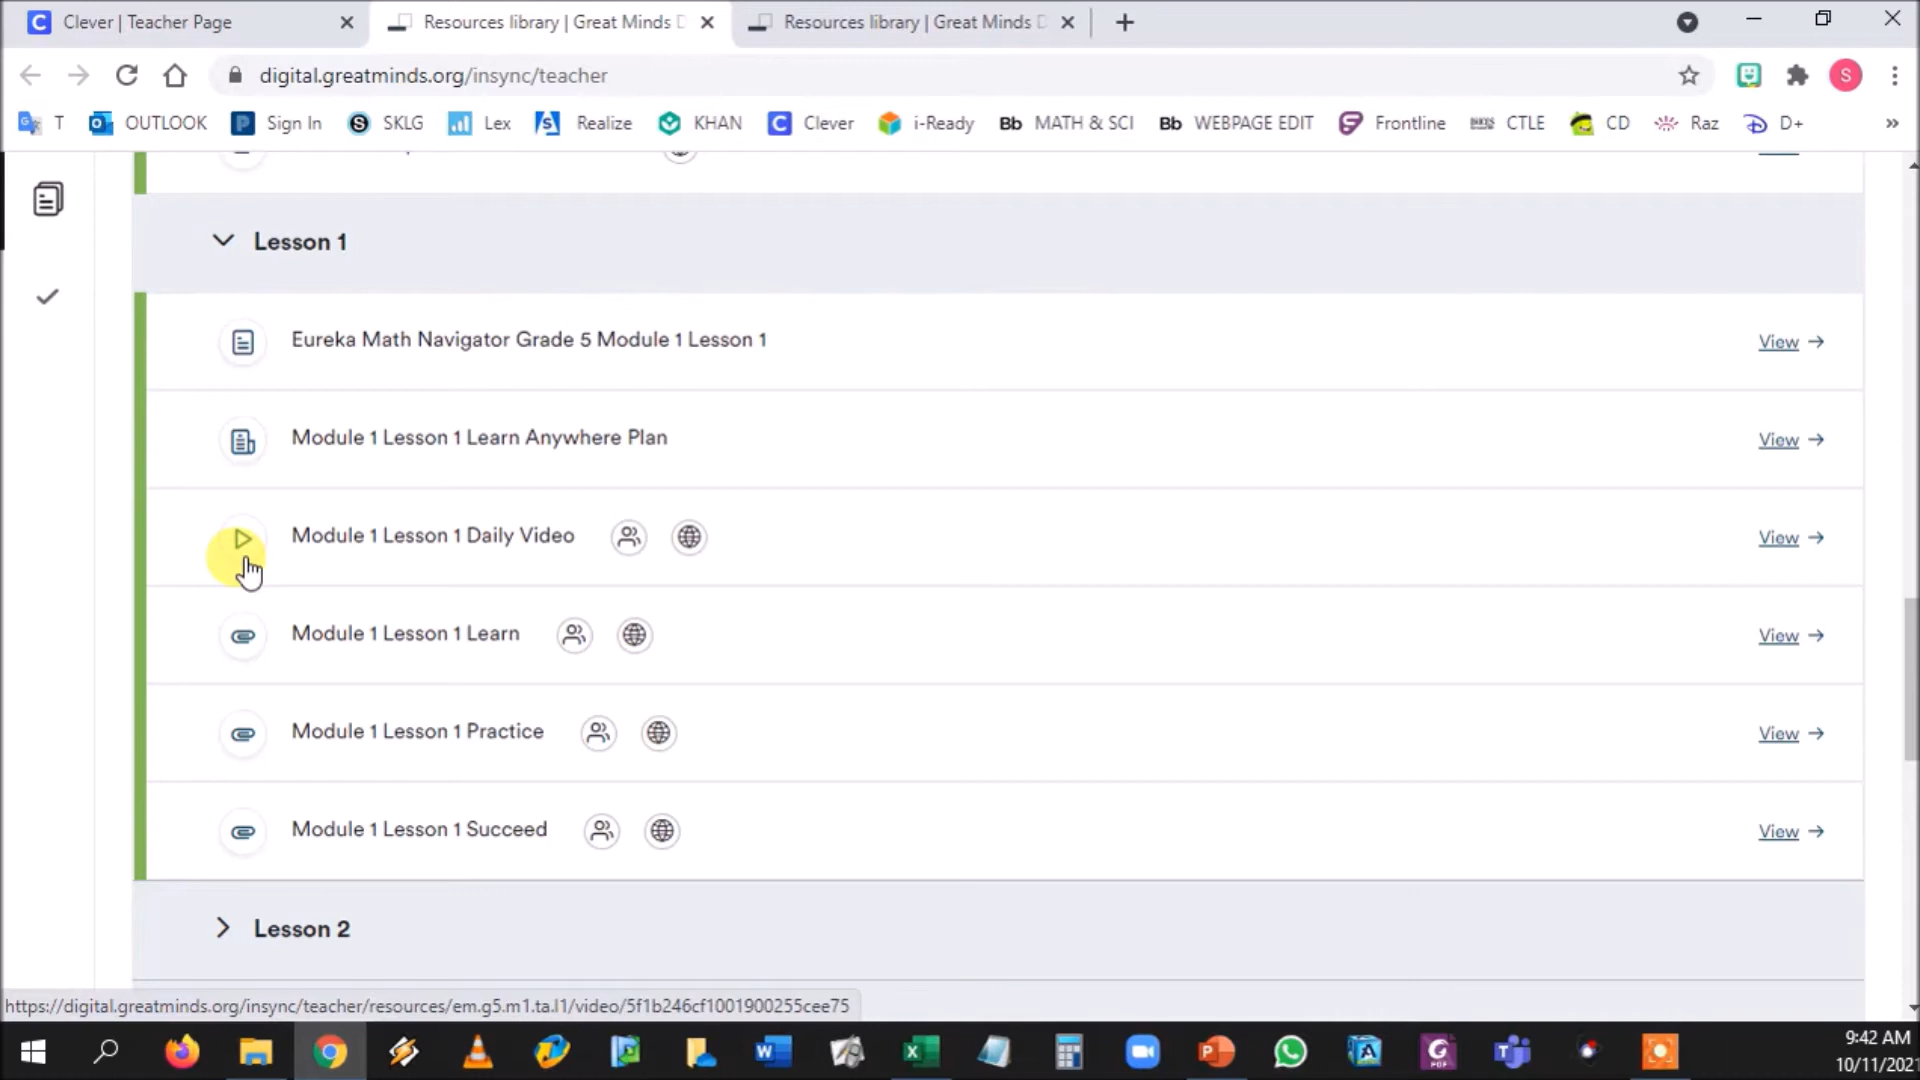 Clever | Teacher Page
Resources library | Great Minds
Resources library | Great Minds
digital.greatminds.org/insync/teacher
S
T
OUTLOOK
Sign In
SKLG
Lex
Realize
KHAN
Clever
i-Ready
Bb MATH & SCI
Bb WEBPAGE EDIT
Frontline
CTLE
CD
Raz
D+
Lesson 1
Eureka Math Navigator Grade 5 Module 1 Lesson 1
View
Module 1 Lesson 1 Learn Anywhere Plan
View
Module 1 Lesson 1 Daily Video
View
Module 1 Lesson 1 Learn
View
Module 1 Lesson 1 Practice
View
Module 1 Lesson 1 Succeed
View
Lesson 2
https://digital.greatminds.org/insync/teacher/resources/em.g5.m1.ta.l1/video/5f1b246cf1001900255cee75
9:42 AM
10/11/2021